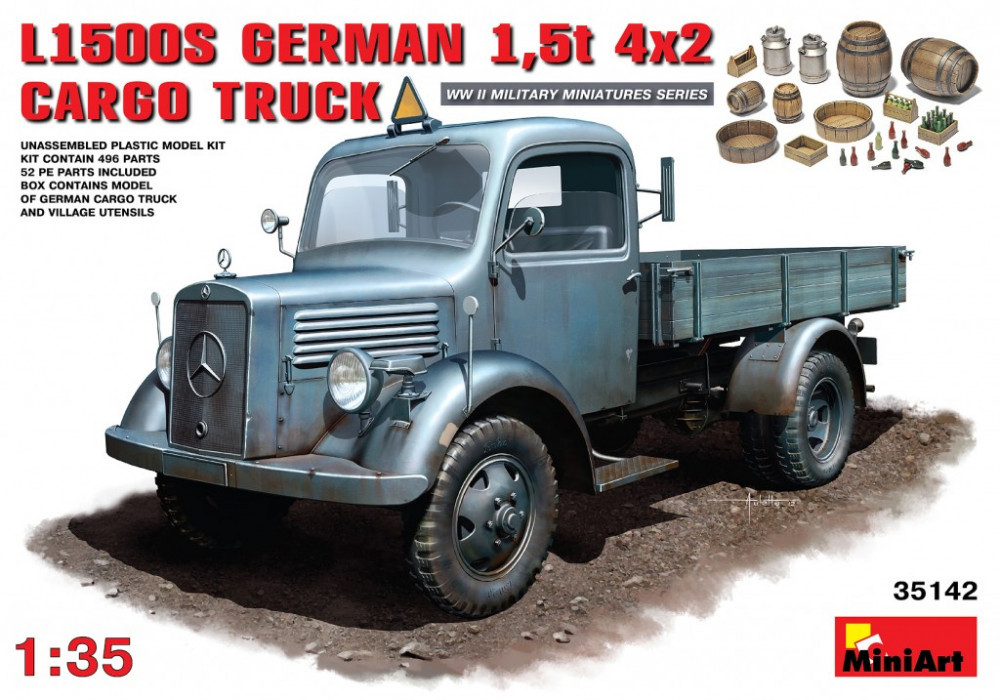 L1500S GERMAN 1,5t 4x2
CARGO TRUCK
WW II MILITARY MINIATURES SERIES
UNASSEMBLED PLASTIC MODEL KIT
KIT CONTAIN 496 PARTS
52 PE PARTS INCLUDED
BOX CONTAINS MODEL
OF GERMAN CARGO TRUCK
AND VILLAGE UTENSILS
35142
1:35
MiniArt